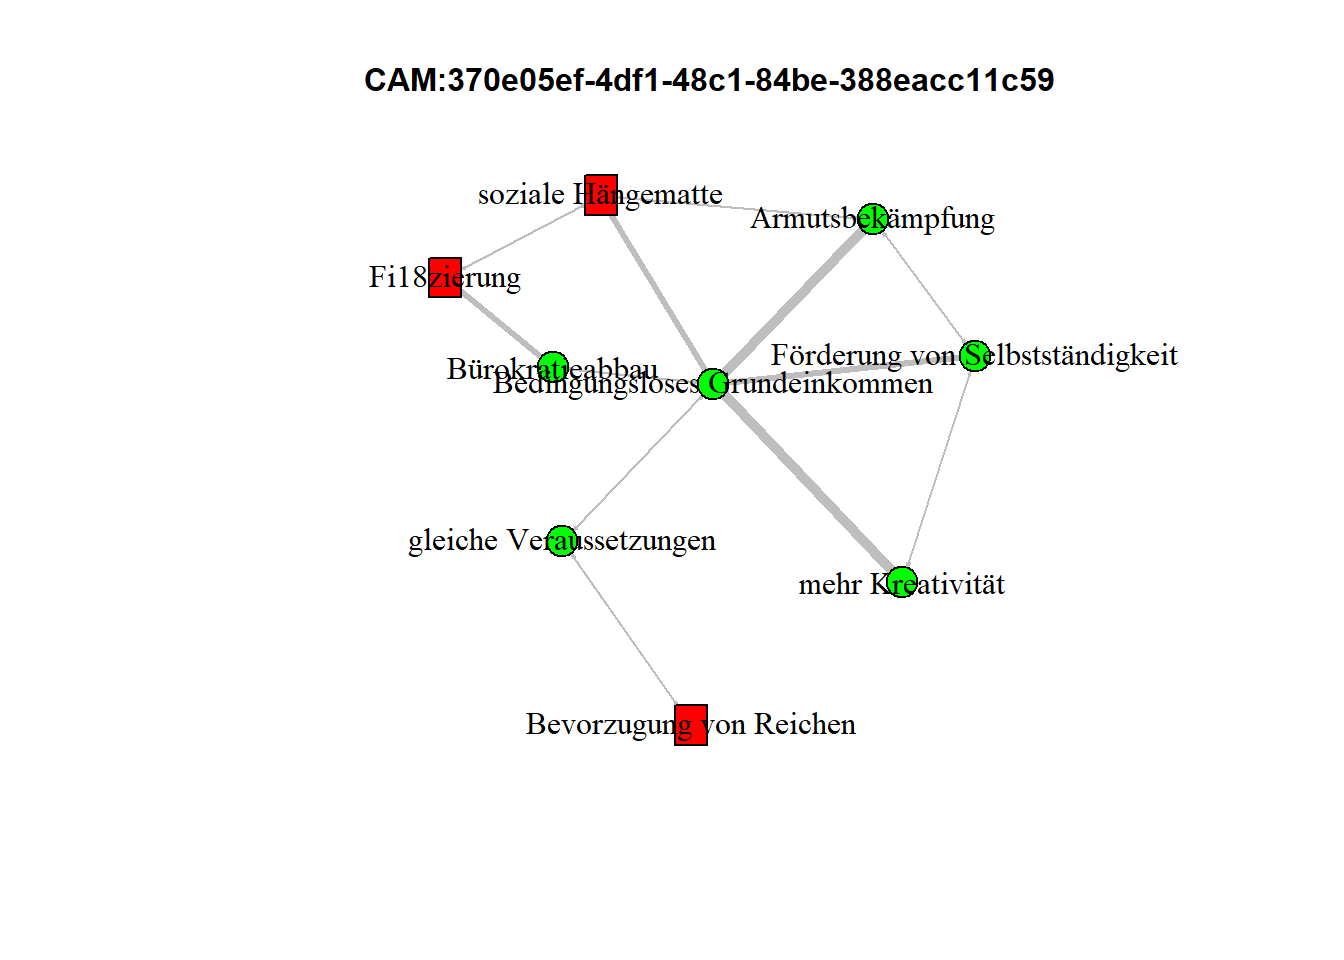 CAM:370e05ef-4df1-48c1-84be-388eacc11c59
soziale Hängematte
Armutsbekämpfung
Fi18zierung
Förderung von Selbstständigkeit
Bürokratieabbau
Bedingungsloses Grundeinkommen
gleiche Veraussetzungen
mehr Kreativität
Bevorzugung von Reichen